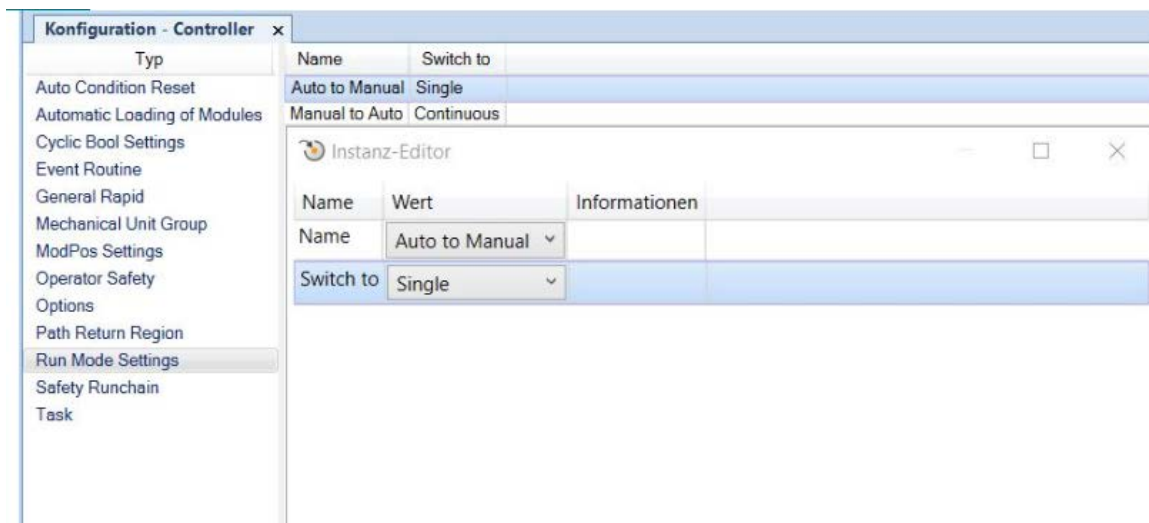 Konfiguration - Controller x
Typ
Auto Condition Reset
Automatic Loading of Modules
Cyclic Bool Settings
Event Routine
General Rapid
Mechanical Unit Group
ModPos Settings
Operator Safety
Options
Path Return Region
Run Mode Settings
Safety Runchain
Task
Name Switch to
Auto to Manual Single
Manual to Auto Continuous
Instanz-Editor
Name Wert Informationen
Name Auto to Manual
Switch to Single